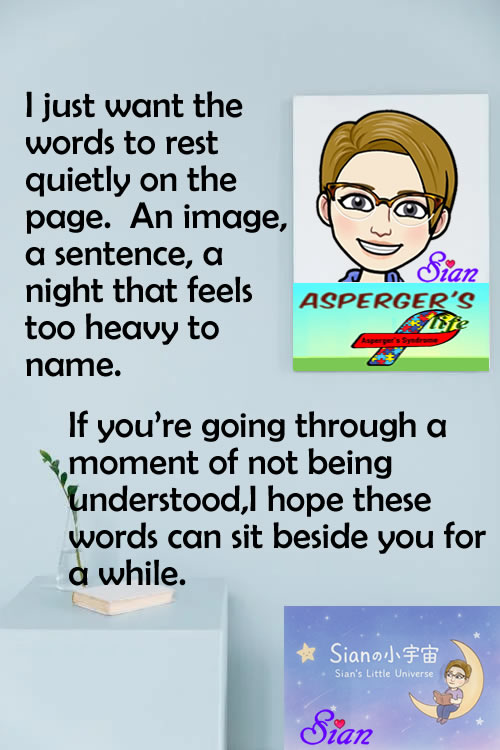 I just want the
words to rest
quietly on the
page. An image,
a sentence, a
night that feels
too heavy to
name.
Sian
ASPERGER'S
life
Asperger's Syndrome
If you're going through a
moment of not being
understood,I hope these
words can sit beside you for
a while.
Sianの小宇宙
Sian's Little Universe
Sian